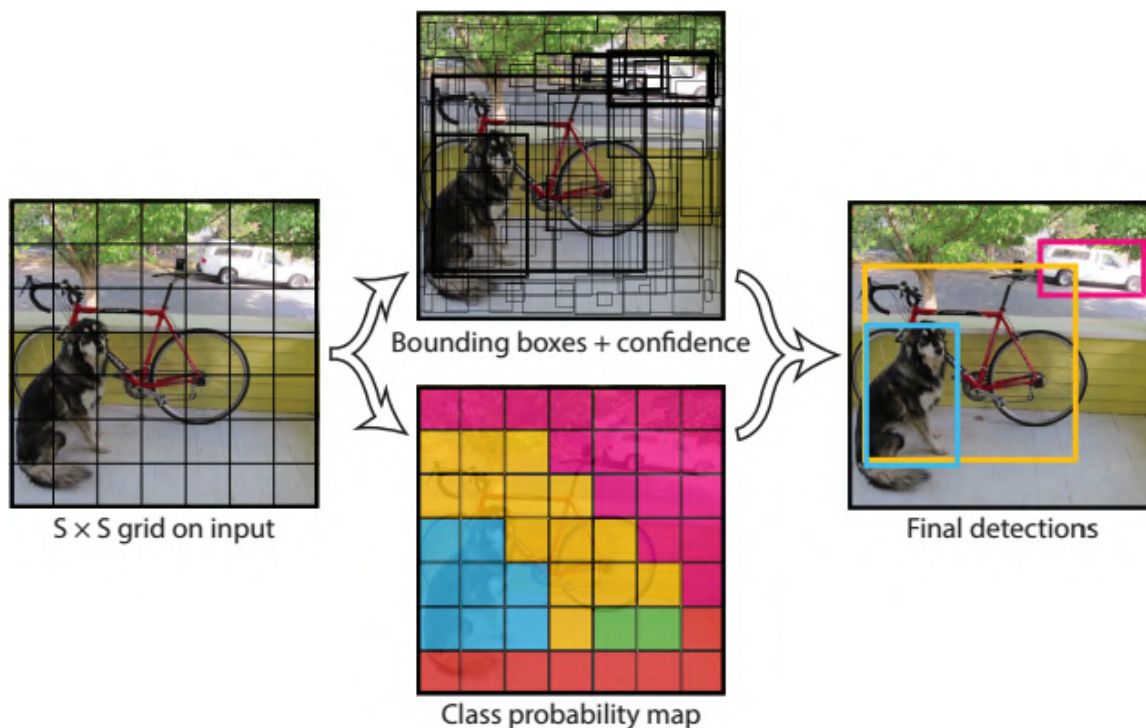 Bounding boxes + confidence
S × S grid on input
Final detections
Class probability map